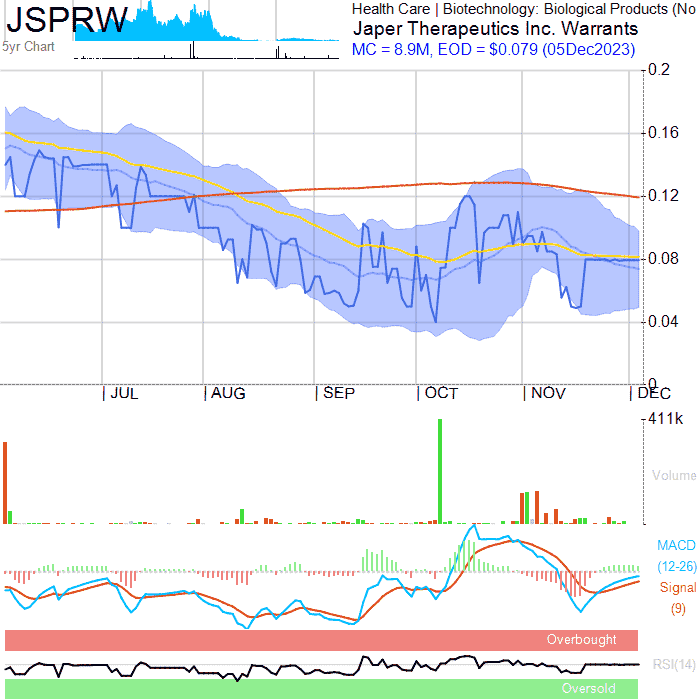 JSPRW
5yr Chart
Health Care | Biotechnology: Biological Products (No
Japer Therapeutics Inc. Warrants
MC = 8.9M, EOD = $0.079 (05Dec2023)
0.2
0.16
0.12
0.08
0.04
0
JUL AUG SEP OCT NOV DEC
411k
Volume
MACD
(12-26)
Signal
(9)
Overbought
RSI(14)
Oversold